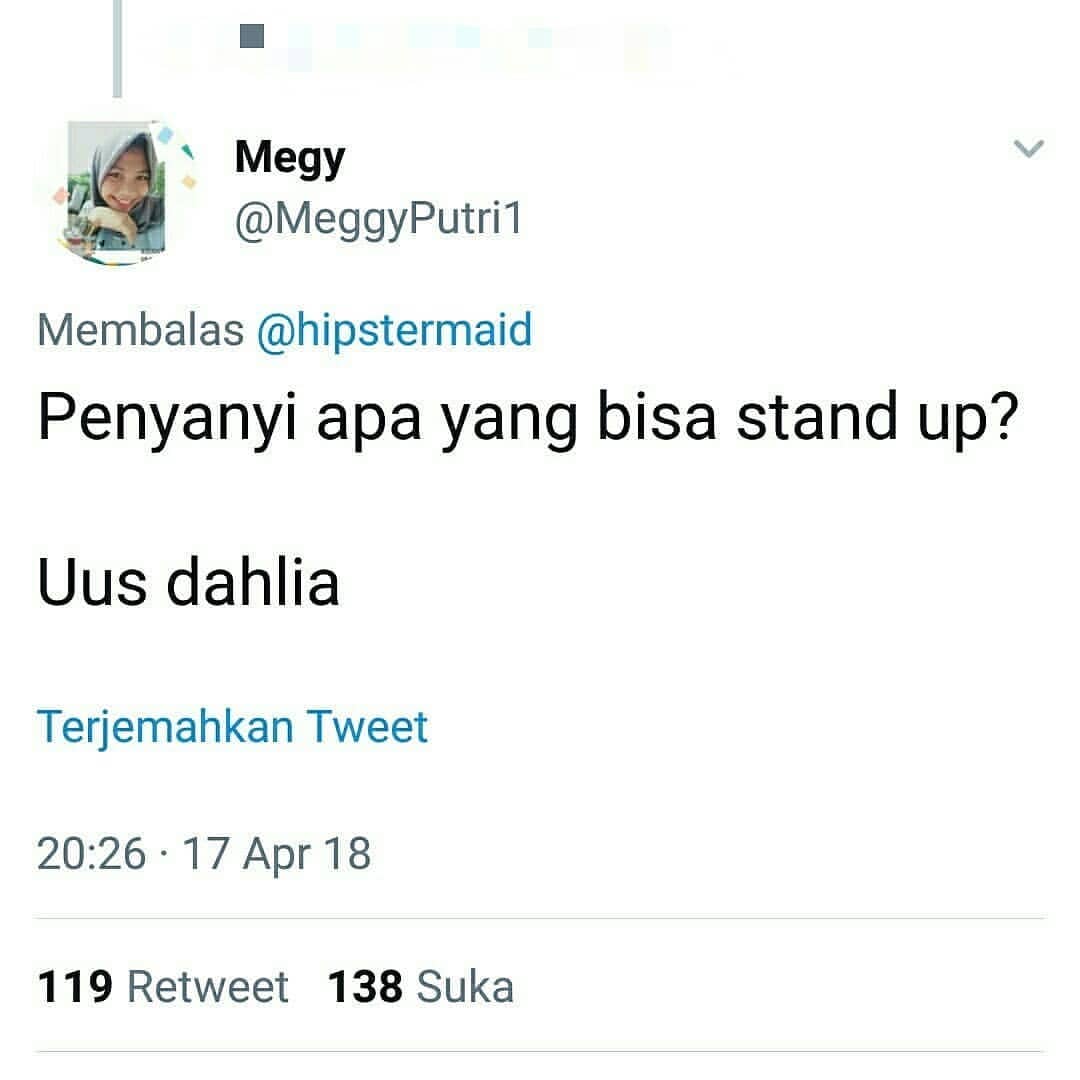 Megy
@MeggyPutri1
Membalas @hipstermaid
Penyanyi apa yang bisa stand up?
Uus dahlia
Terjemahkan Tweet
20:26 · 17 Apr 18
119 Retweet 138 Suka